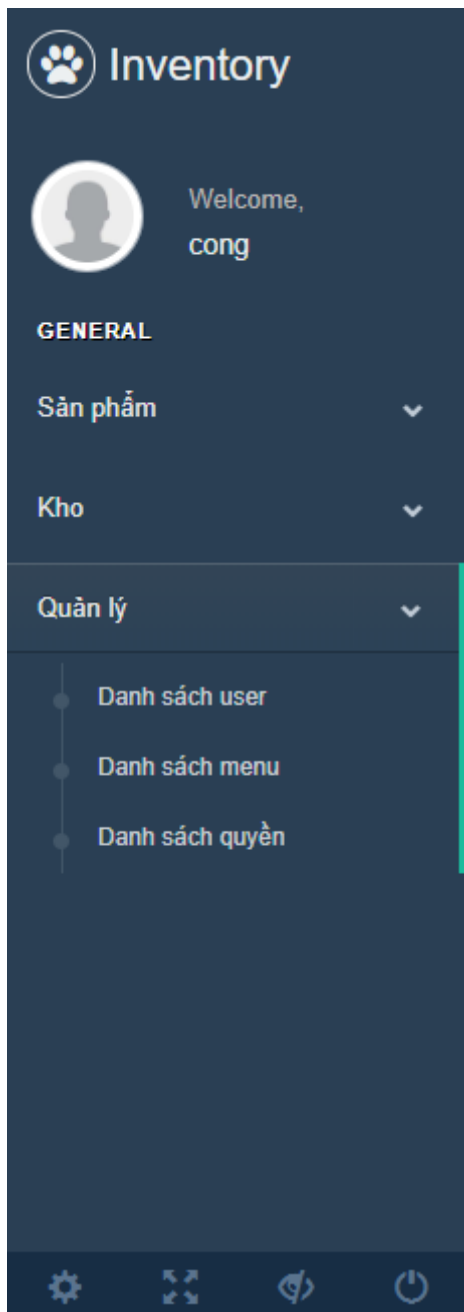 Inventory
Welcome,
cong
GENERAL
Sản phẩm
Kho
Quản lý
Danh sách user
Danh sách menu
Danh sách quyền